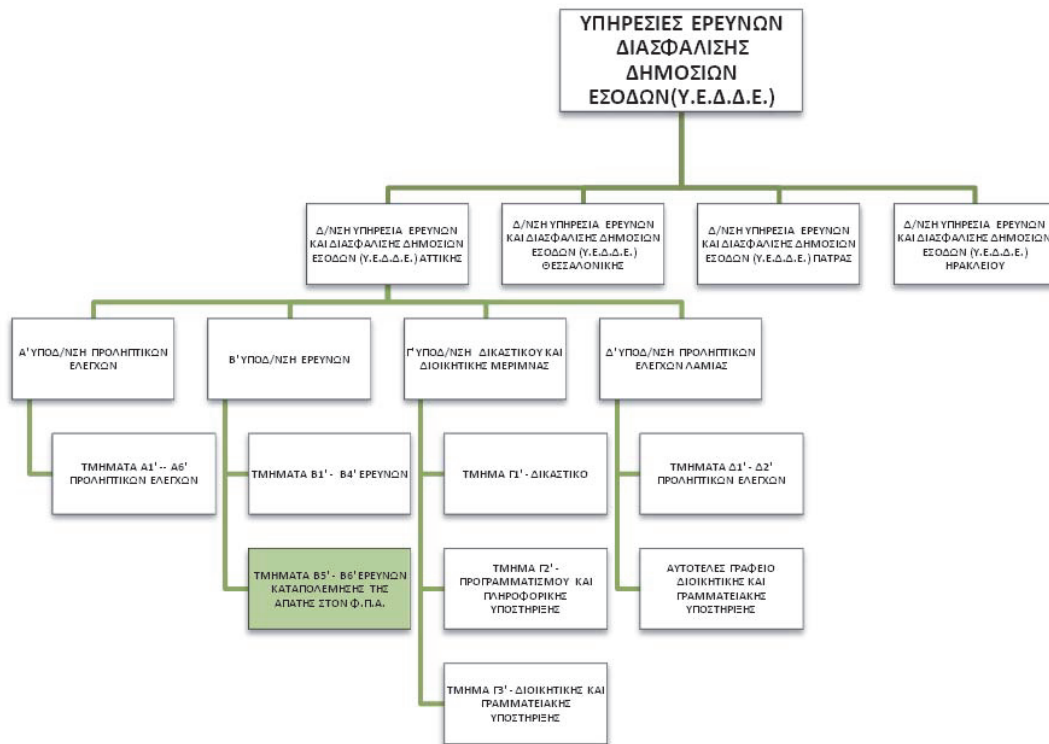 ΥΠΗΡΕΣΙΕΣ ΕΡΕΥΝΩΝ
ΔΙΑΣΦΑΛΙΣΗΣ
ΔΗΜΟΣΙΩΝ
ΕΣΟΔΩΝ(Υ.Ε.Δ.Δ.Ε.)
Δ/ΝΣΗ ΥΠΗΡΕΣΙΑ ΕΡΕΥΝΩΝ
ΚΑΙ ΔΙΑΣΦΑΛΙΣΗΣ ΔΗΜΟΣΙΩΝ
ΕΣΟΔΩΝ (Υ.Ε.Δ.Δ.Ε.) ΑΤΤΙΚΗΣ
Δ/ΝΣΗ ΥΠΗΡΕΣΙΑ ΕΡΕΥΝΩΝ
ΚΑΙ ΔΙΑΣΦΑΛΙΣΗΣ ΔΗΜΟΣΙΩΝ
ΕΣΟΔΩΝ (Υ.Ε.Δ.Δ.Ε.)
ΘΕΣΣΑΛΟΝΙΚΗΣ
Δ/ΝΣΗ ΥΠΗΡΕΣΙΑ ΕΡΕΥΝΩΝ
ΚΑΙ ΔΙΑΣΦΑΛΙΣΗΣ ΔΗΜΟΣΙΩΝ
ΕΣΟΔΩΝ (Υ.Ε.Δ.Δ.Ε.) ΠΑΤΡΑΣ
Δ/ΝΣΗ ΥΠΗΡΕΣΙΑ ΕΡΕΥΝΩΝ
ΚΑΙ ΔΙΑΣΦΑΛΙΣΗΣ ΔΗΜΟΣΙΩΝ
ΕΣΟΔΩΝ (Υ.Ε.Δ.Δ.Ε.)
ΗΡΑΚΛΕΙΟΥ
Α' ΥΠΟΔ/ΝΣΗ ΠΡΟΛΗΠΤΙΚΩΝ
ΕΛΕΓΧΩΝ
Β' ΥΠΟΔ/ΝΣΗ ΕΡΕΥΝΩΝ
Γ' ΥΠΟΔ/ΝΣΗ ΔΙΚΑΣΤΙΚΟΥ ΚΑΙ
ΔΙΟΙΚΗΤΙΚΗΣ ΜΕΡΙΜΝΑΣ
Δ' ΥΠΟΔ/ΝΣΗ ΠΡΟΛΗΠΤΙΚΩΝ
ΕΛΕΓΧΩΝ ΛΑΜΙΑΣ
ΤΜΗΜΑΤΑ Α1' -- Α6'
ΠΡΟΛΗΠΤΙΚΩΝ ΕΛΕΓΧΩΝ
ΤΜΗΜΑΤΑ Β1' - Β4' ΕΡΕΥΝΩΝ
ΤΜΗΜΑ Γ1' - ΔΙΚΑΣΤΙΚΟ
ΤΜΗΜΑΤΑ Δ1' - Δ2'
ΠΡΟΛΗΠΤΙΚΩΝ ΕΛΕΓΧΩΝ
ΤΜΗΜΑΤΑ Β5' - Β6' ΕΡΕΥΝΩΝ
ΚΑΤΑΠΟΛΕΜΗΣΗΣ ΤΗΣ
ΑΠΑΤΗΣ ΣΤΟΝ Φ.Π.Α.
ΤΜΗΜΑ Γ2' -
ΠΡΟΓΡΑΜΜΑΤΙΣΜΟΥ ΚΑΙ
ΠΛΗΡΟΦΟΡΙΚΗΣ
ΥΠΟΣΤΗΡΙΞΗΣ
ΑΥΤΟΤΕΛΕΣ ΓΡΑΦΕΙΟ
ΔΙΟΙΚΗΤΙΚΗΣ ΚΑΙ
ΓΡΑΜΜΑΤΕΙΑΚΗΣ
ΥΠΟΣΤΗΡΙΞΗΣ
ΤΜΗΜΑ Γ3' - ΔΙΟΙΚΗΤΙΚΗΣ ΚΑΙ
ΓΡΑΜΜΑΤΕΙΑΚΗΣ
ΥΠΟΣΤΗΡΙΞΗΣ